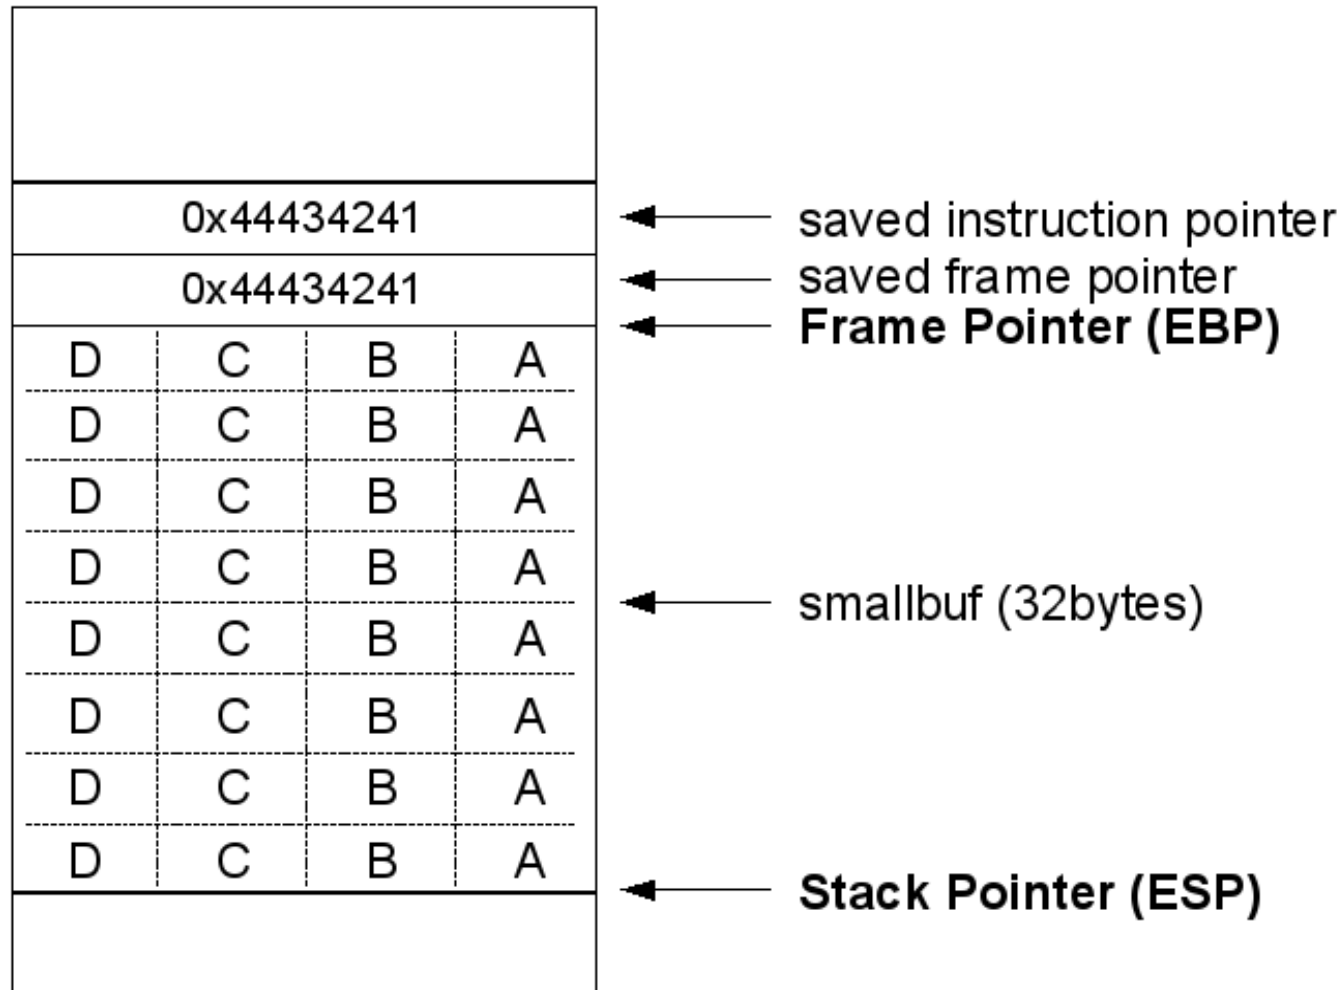 0x44434241
saved instruction pointer
0x44434241
saved frame pointer
Frame Pointer (EBP)
D C B A
D C B A
D C B A
D C B A
smallbuf (32bytes)
D C B A
D C B A
D C B A
D C B A
Stack Pointer (ESP)